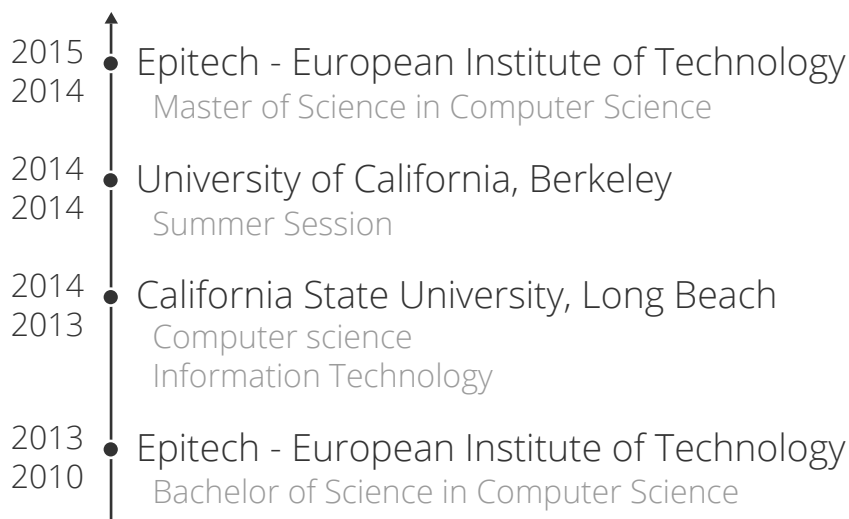 2015
2014
Epitech - European Institute of Technology
Master of Science in Computer Science
2014
2014
University of California, Berkeley
Summer Session
2014
2013
California State University, Long Beach
Computer science
Information Technology
2013
2010
Epitech - European Institute of Technology
Bachelor of Science in Computer Science